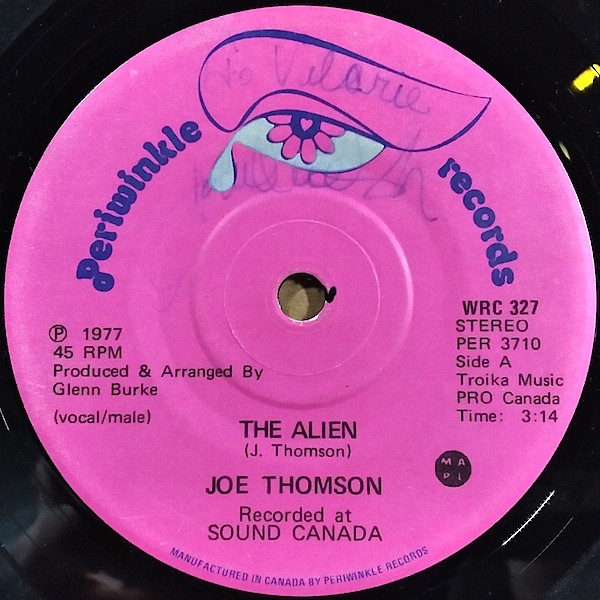 To Valarie
Periwinkle
records
WRC 327
STEREO
PER 3710
Side A
Troika Music
PRO Canada
Time: 3:14
℗ 1977
45 RPM
Produced & Arranged By
Glenn Burke
(vocal/male)
THE ALIEN
(J. Thomson)
MA
PL
JOE THOMSON
Recorded at
SOUND CANADA
MANUFACTURED IN CANADA BY PERIWINKLE RECORDS